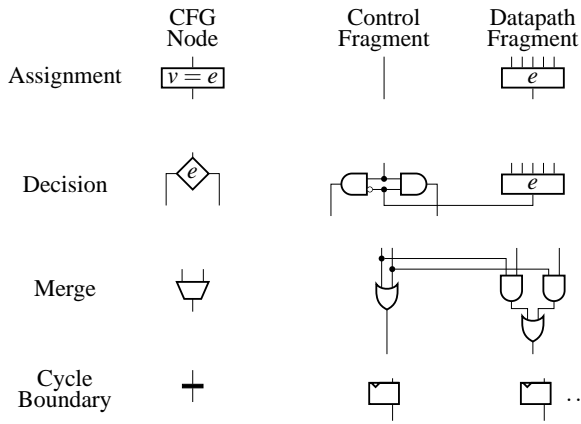 CFG Control Datapath
Node Fragment Fragment
Assignment v = e e
Decision e e
Merge
Cycle
Boundary . .